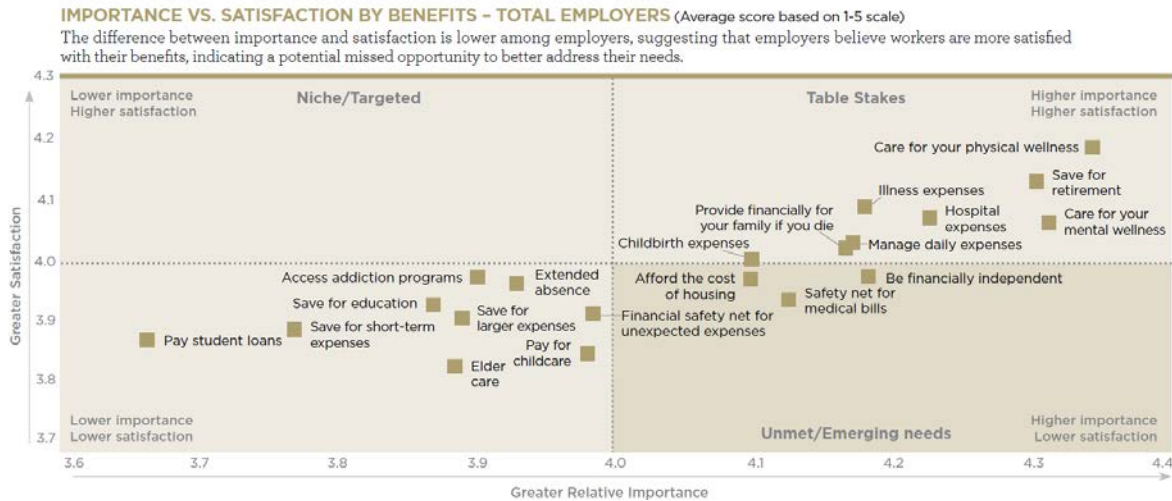 IMPORTANCE VS. SATISFACTION BY BENEFITS – TOTAL EMPLOYERS (Average score based on 1-5 scale)
The difference between importance and satisfaction is lower among employers, suggesting that employers believe workers are more satisfied
with their benefits, indicating a potential missed opportunity to better address their needs.
4.3
Lower importance
Higher satisfaction
Niche/Targeted
Table Stakes
Higher importance
Higher satisfaction
4.2
Care for your physical wellness
Save for
retirement
Illness expenses
4.1
Provide financially for
your family if you die
Hospital
expenses
Care for your
mental wellness
Childbirth expenses
Manage daily expenses
4.0
Access addiction programs
Extended
absence
Afford the cost
of housing
Be financially independent
Save for education
Save for
larger expenses
Financial safety net for
unexpected expenses
Safety net for
medical bills
3.9
Pay student loans
Save for short-term
expenses
Pay for
childcare
Elder
care
3.8
Lower importance
Lower satisfaction
Unmet/Emerging needs
Higher importance
Lower satisfaction
3.7
Greater Satisfaction
3.6 3.7 3.8 3.9 4.0 4.1 4.2 4.3 4.4
Greater Relative Importance